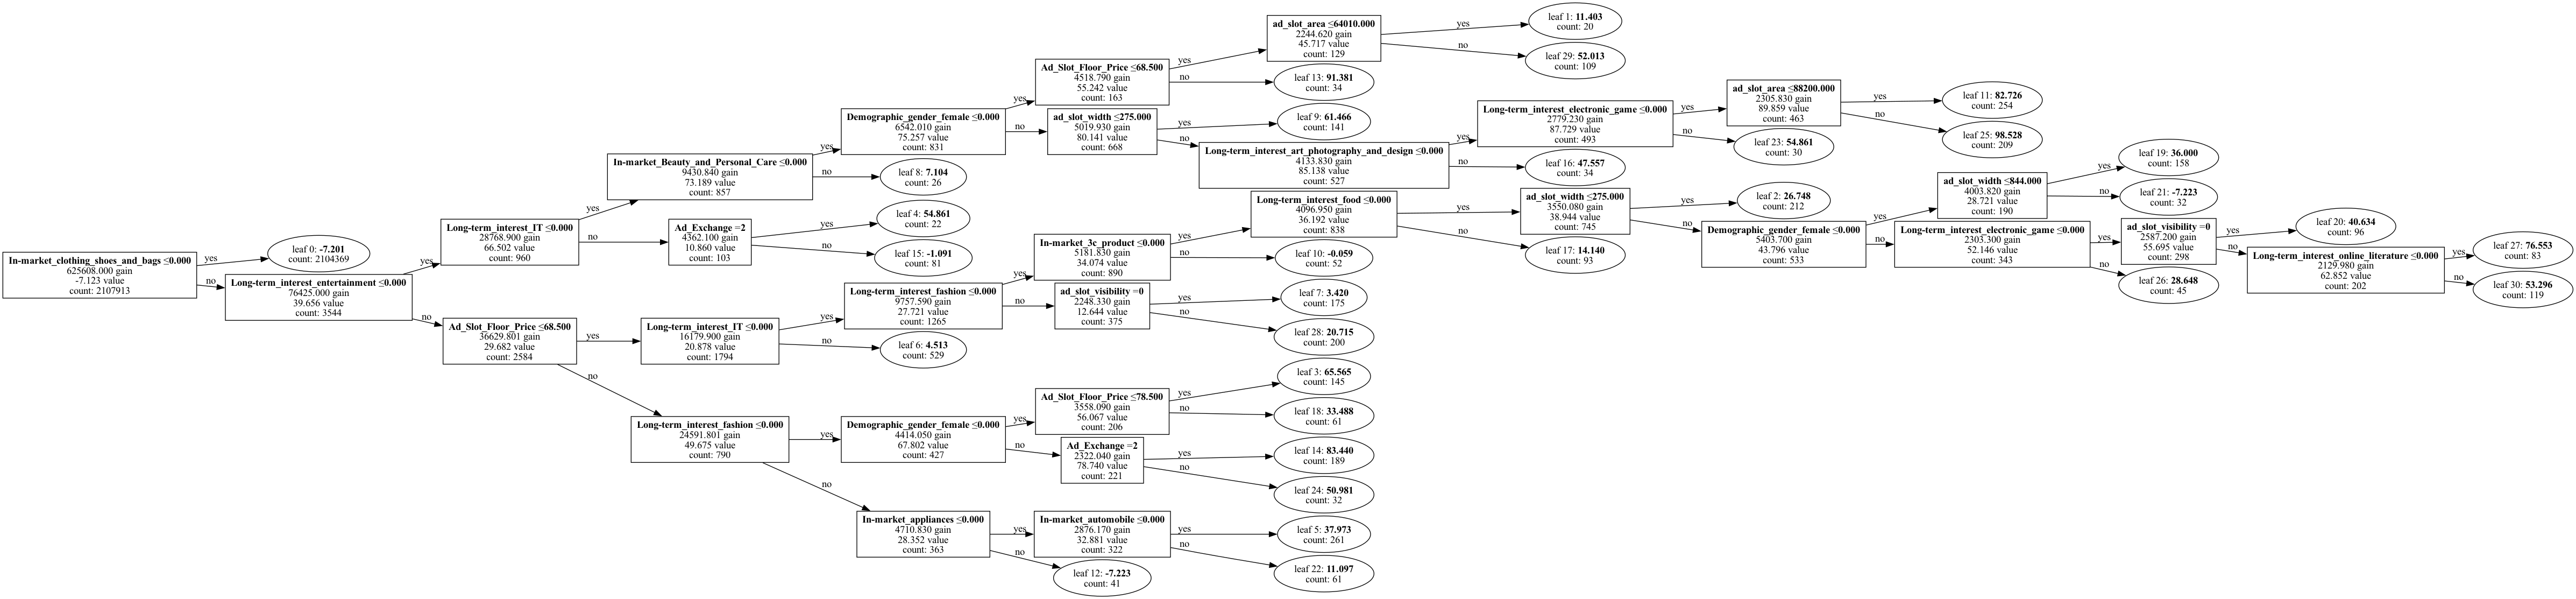 In-market_clothing_shoes_and_bags ≤0.000
625608.000 gain
-7.123 value
count: 2107913
yes
no
leaf 0: -7.201
count: 2104369
Long-term_interest_entertainment ≤0.000
76425.000 gain
39.656 value
count: 3544
yes
no
Long-term_interest_IT ≤0.000
28768.900 gain
66.502 value
count: 960
yes
no
In-market_Beauty_and_Personal_Care ≤0.000
9430.840 gain
73.189 value
count: 857
yes
no
Demographic_gender_female ≤0.000
6542.010 gain
75.257 value
count: 831
yes
no
Ad_Slot_Floor_Price ≤68.500
4518.790 gain
55.242 value
count: 163
yes
no
ad_slot_area ≤64010.000
2244.620 gain
45.717 value
count: 129
yes
no
leaf 1: 11.403
count: 20
leaf 29: 52.013
count: 109
leaf 13: 91.381
count: 34
ad_slot_width ≤275.000
5019.930 gain
80.141 value
count: 668
yes
no
leaf 9: 61.466
count: 141
Long-term_interest_art_photography_and_design ≤0.000
4133.830 gain
85.138 value
count: 527
yes
no
Long-term_interest_electronic_game ≤0.000
2779.230 gain
87.729 value
count: 493
yes
no
ad_slot_area ≤88200.000
2305.830 gain
89.859 value
count: 463
yes
no
leaf 11: 82.726
count: 254
leaf 25: 98.528
count: 209
leaf 23: 54.861
count: 30
leaf 16: 47.557
count: 34
leaf 8: 7.104
count: 26
Ad_Exchange =2
4362.100 gain
10.860 value
count: 103
yes
no
leaf 4: 54.861
count: 22
leaf 15: -1.091
count: 81
Ad_Slot_Floor_Price ≤68.500
36629.801 gain
29.682 value
count: 2584
yes
no
Long-term_interest_IT ≤0.000
16179.900 gain
20.878 value
count: 1794
yes
no
Long-term_interest_fashion ≤0.000
9757.590 gain
27.721 value
count: 1265
yes
no
In-market_3c_product ≤0.000
5181.830 gain
34.074 value
count: 890
yes
no
Long-term_interest_food ≤0.000
4096.950 gain
36.192 value
count: 838
yes
no
ad_slot_width ≤275.000
3550.080 gain
38.944 value
count: 745
yes
no
leaf 2: 26.748
count: 212
Demographic_gender_female ≤0.000
5403.700 gain
43.796 value
count: 533
yes
no
ad_slot_width ≤844.000
4003.820 gain
28.721 value
count: 190
yes
no
leaf 19: 36.000
count: 158
leaf 21: -7.223
count: 32
Long-term_interest_electronic_game ≤0.000
2303.300 gain
52.146 value
count: 343
yes
no
ad_slot_visibility =0
2587.200 gain
55.695 value
count: 298
yes
no
leaf 20: 40.634
count: 96
Long-term_interest_online_literature ≤0.000
2129.980 gain
62.852 value
count: 202
yes
no
leaf 27: 76.553
count: 83
leaf 30: 53.296
count: 119
leaf 26: 28.648
count: 45
leaf 17: 14.140
count: 93
leaf 10: -0.059
count: 52
ad_slot_visibility =0
2248.330 gain
12.644 value
count: 375
yes
no
leaf 7: 3.420
count: 175
leaf 28: 20.715
count: 200
leaf 6: 4.513
count: 529
Long-term_interest_fashion ≤0.000
24591.801 gain
49.675 value
count: 790
yes
no
Demographic_gender_female ≤0.000
4414.050 gain
67.802 value
count: 427
yes
no
Ad_Slot_Floor_Price ≤78.500
3558.090 gain
56.067 value
count: 206
yes
no
leaf 3: 65.565
count: 145
leaf 18: 33.488
count: 61
Ad_Exchange =2
2322.040 gain
78.740 value
count: 221
yes
no
leaf 14: 83.440
count: 189
leaf 24: 50.981
count: 32
In-market_appliances ≤0.000
4710.830 gain
28.352 value
count: 363
yes
no
In-market_automobile ≤0.000
2876.170 gain
32.881 value
count: 322
yes
no
leaf 5: 37.973
count: 261
leaf 22: 11.097
count: 61
leaf 12: -7.223
count: 41